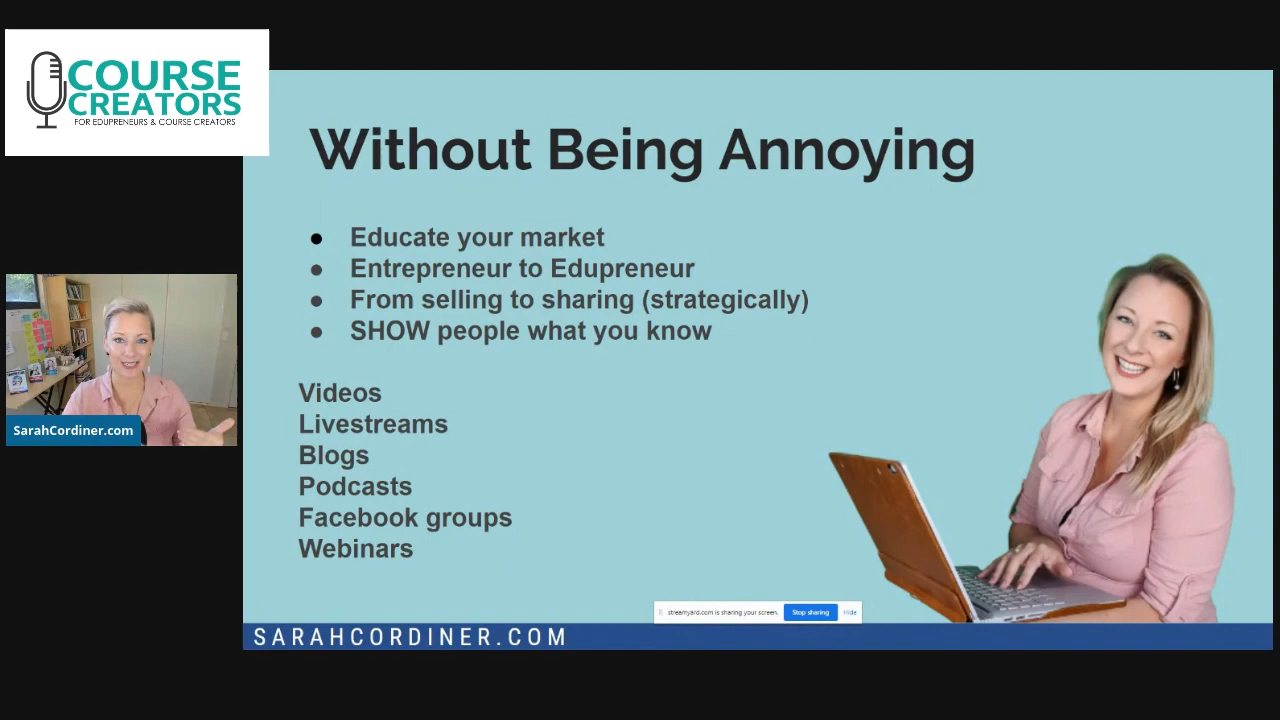 COURSE
CREATORS
FOR EDUPRENEURS & COURSE CREATORS
Without Being Annoying
● Educate your market
● Entrepreneur to Edupreneur
● From selling to sharing (strategically)
● SHOW people what you know
Videos
Livestreams
Blogs
Podcasts
Facebook groups
Webinars
SarahCordiner.com
streamyard.com is sharing your screen. Stop sharing Hide
SARAHCORDINER.COM